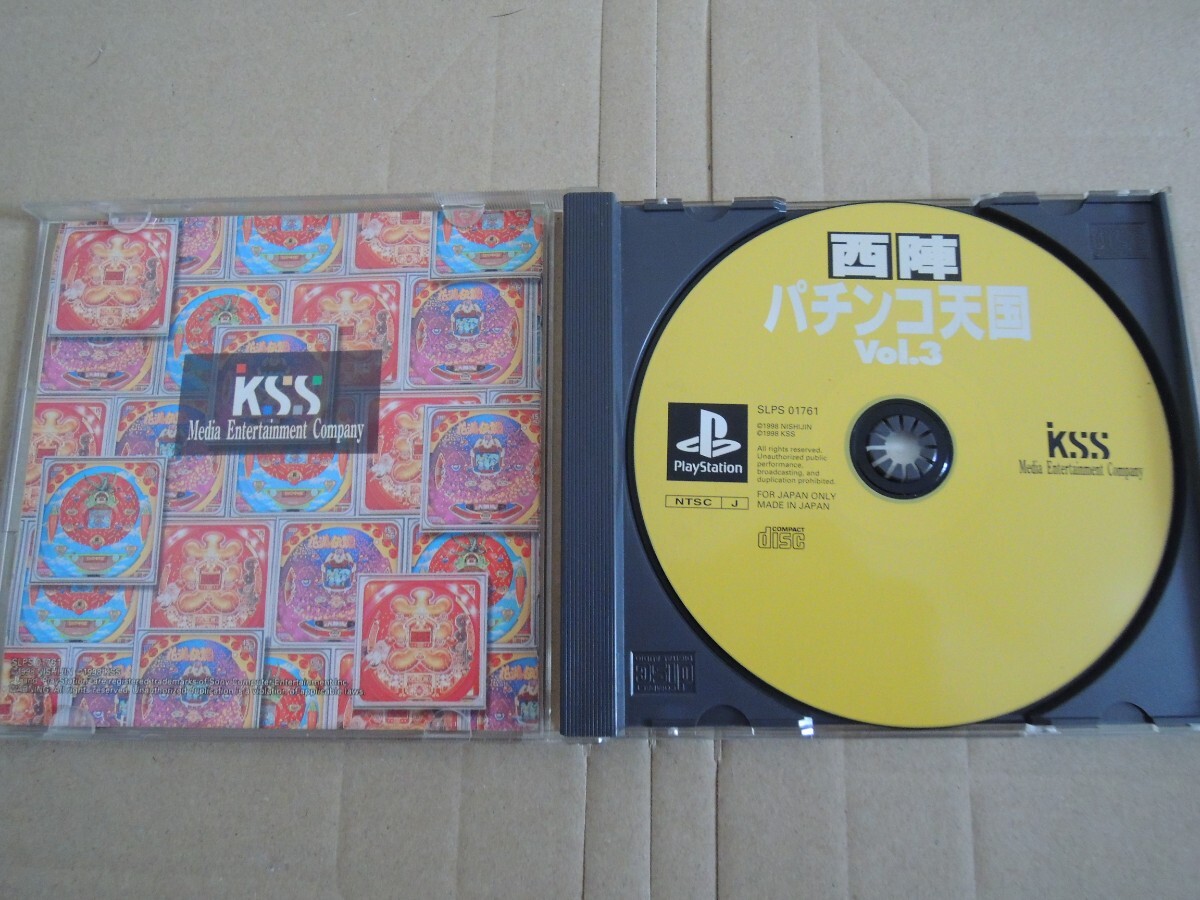 KSS
Media Entertainment Company
SLPS 01761
西陣
パチンコ天国
Vol.3
PlayStation
NTSC J
SLPS 01761
©1998 NISHIJIN
©1998 KSS
All rights reserved.
Unauthorized public
performance,
broadcasting, and
duplication prohibited.
FOR JAPAN ONLY
MADE IN JAPAN
COMPACT
disc
KSS
Media Entertainment Company